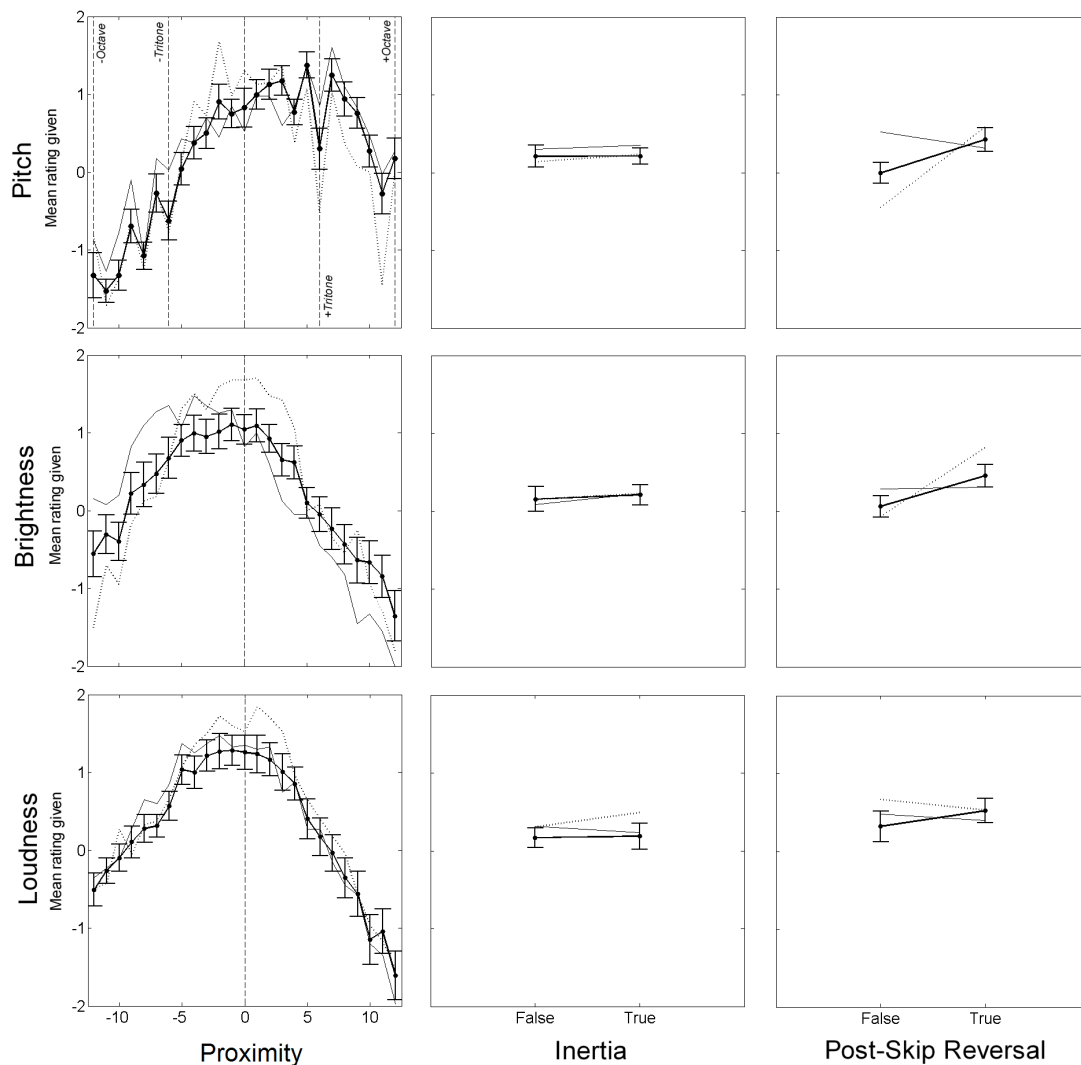 2
1
0
-1
-2
Pitch
Mean rating given
-Octave
-Tritone
+Tritone
+Octave
2
1
0
-1
-2
Brightness
Mean rating given
2
1
0
-1
-2
Loudness
Mean rating given
-10 -5 0 5 10
Proximity
False True
Inertia
False True
Post-Skip Reversal